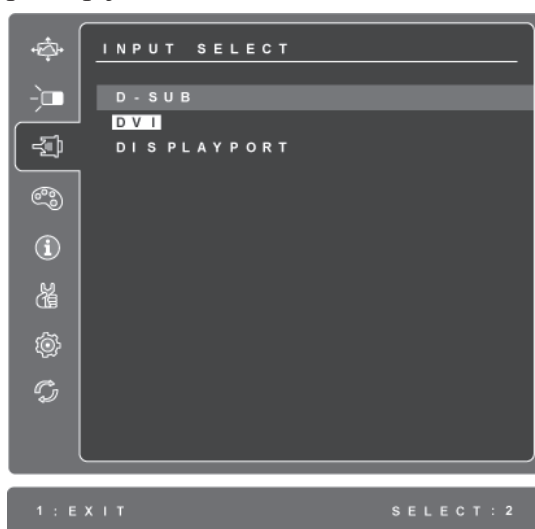 INPUT SELECT
D-SUB
DVI
DISPLAYPORT
1:EXIT SELECT:2